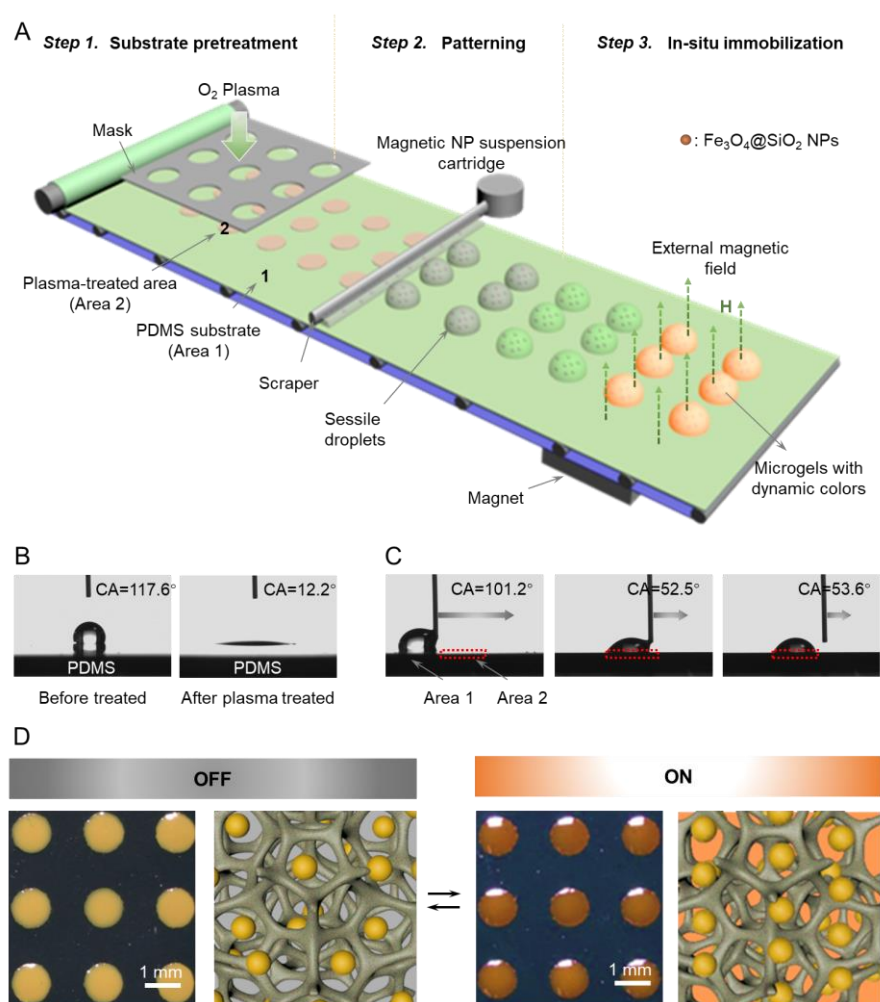 A
Step 1. Substrate pretreatment
Step 2. Patterning
Step 3. In-situ immobilization
O2 Plasma
Mask
Magnetic NP suspension
cartridge
: Fe3O4@SiO2 NPs
2
1
Plasma-treated area
(Area 2)
PDMS substrate
(Area 1)
Scraper
Sessile
droplets
External magnetic
field
H
Magnet
Microgels with
dynamic colors
B
CA=117.6°
PDMS
Before treated
CA=12.2°
PDMS
After plasma treated
C
CA=101.2°
CA=52.5°
CA=53.6°
Area 1
Area 2
D
OFF
ON
1 mm
1 mm